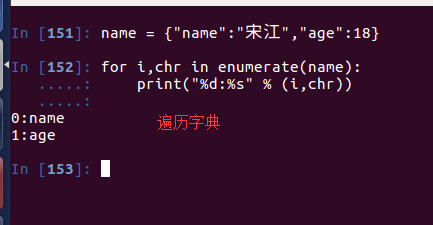 In [151]: name = {"name":"宋江","age":18}
In [152]: for i,chr in enumerate(name):
.....: print("%d:%s" % (i,chr))
.....:
0:name
1:age
遍历字典
In [153]: